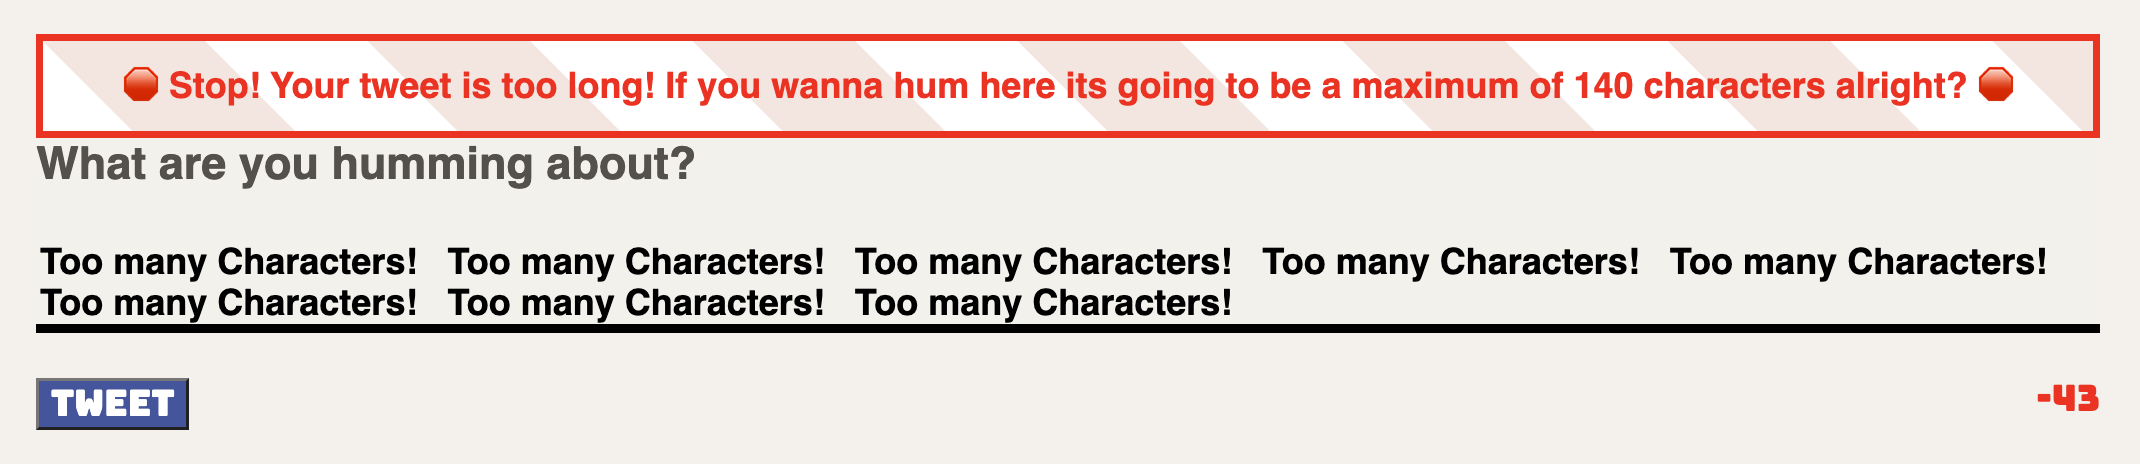 🛑 Stop! Your tweet is too long! If you wanna hum here its going to be a maximum of 140 characters alright? 🛑
What are you humming about?
Too many Characters!   Too many Characters!   Too many Characters!   Too many Characters!   Too many Characters!
Too many Characters!   Too many Characters!   Too many Characters!
TWEET
-43